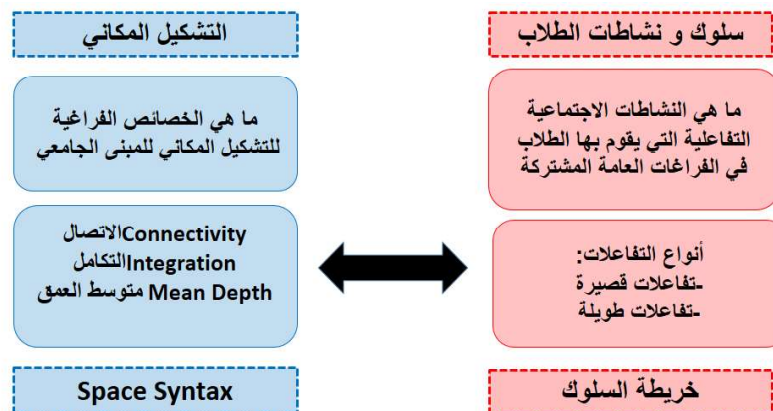 سلوك و نشاطات الطلاب
ما هي النشاطات الاجتماعية
التفاعلية التي يقوم بها الطلاب
في الفراغات العامة المشتركة
أنواع التفاعلات:
-تفاعلات قصيرة
-تفاعلات طويلة
خريطة السلوك
التشكيل المكاني
ما هي الخصائص الفراغية
للتشكيل المكاني للمبنى الجامعي
Connectivityالاتصال
Integrationالتكامل
Mean Depth متوسط العمق
Space Syntax